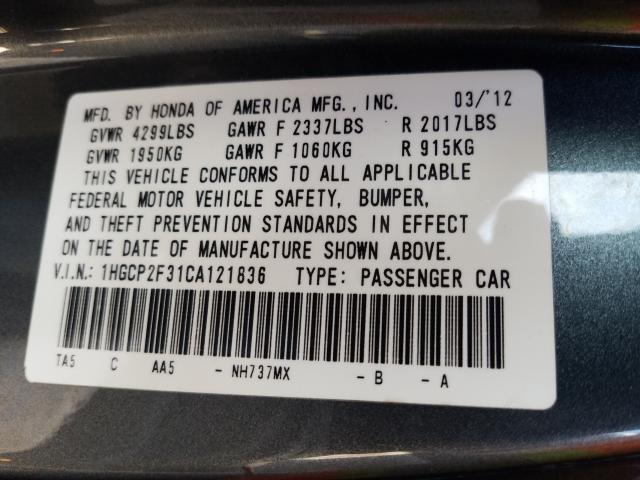 MFD. BY HONDA OF AMERICA MFG., INC. 03/'12
GVWR 4299LBS GAWR F 2337LBS R 2017LBS
GVWR 1950KG GAWR F 1060KG R 915KG
THIS VEHICLE CONFORMS TO ALL APPLICABLE
FEDERAL MOTOR VEHICLE SAFETY, BUMPER,
AND THEFT PREVENTION STANDARDS IN EFFECT
ON THE DATE OF MANUFACTURE SHOWN ABOVE.
V.I.N.: 1HGCP2F31CA121836 TYPE: PASSENGER CAR
TA5 C AA5 - NH737MX - B - A